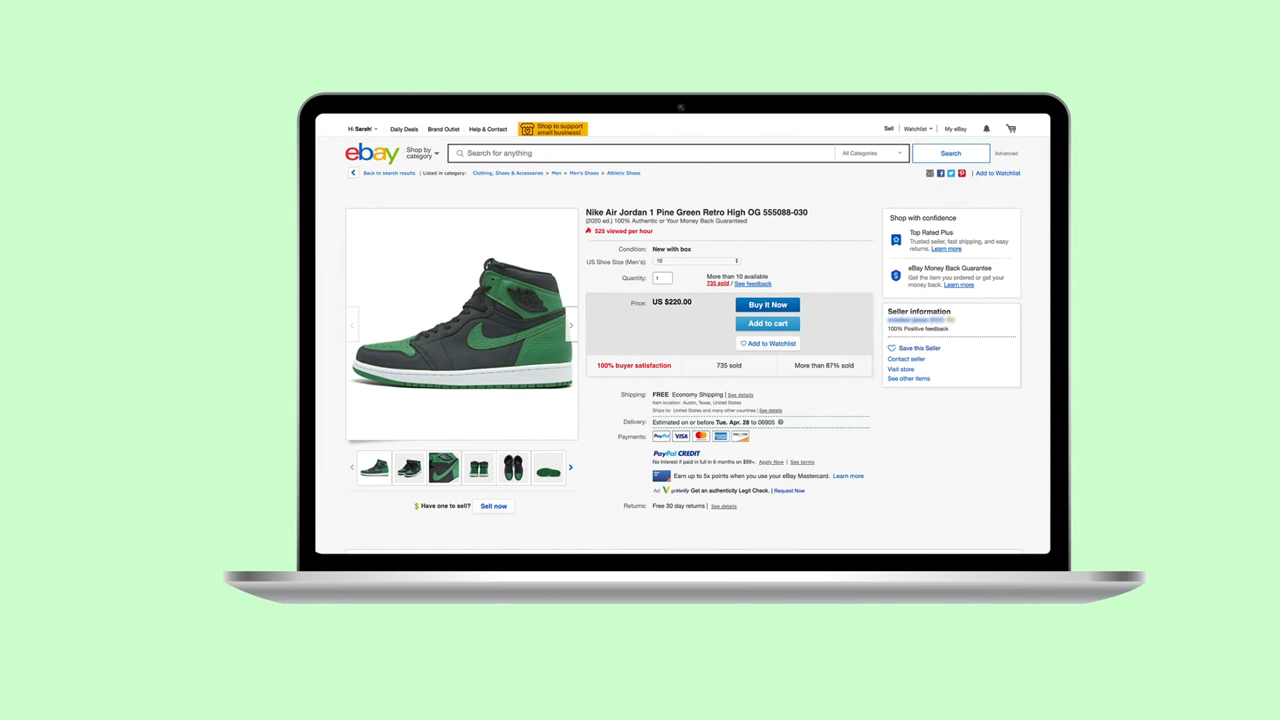 Hi Sarah! Daily Deals Brand Outlet Help & Contact Shop to support small business! Sell Watchlist My eBay
ebay Shop by category Search for anything All Categories Search Advanced
Back to search results Listed in category: Clothing, Shoes & Accessories > Men > Men's Shoes > Athletic Shoes Add to Watchlist
Nike Air Jordan 1 Pine Green Retro High OG 555088-030
(2020 ed.) 100% Authentic or Your Money Back Guaranteed
525 viewed per hour
Condition: New with box
US Shoe Size (Men's): 10
Quantity: 1 More than 10 available
735 sold / See feedback
Price: US $220.00 Buy It Now
Add to cart
Add to Watchlist
100% buyer satisfaction 735 sold More than 87% sold
Shipping: FREE Economy Shipping | See details
Item location: Austin, Texas, United States
Ships to: United States and many other countries | See details
Delivery: Estimated on or before Tue. Apr. 28 to 06905
Payments: PayPal VISA
PayPal CREDIT
No interest if paid in full in 6 months on $99+. Apply Now | See terms
Earn up to 5x points when you use your eBay Mastercard. Learn more
Ad goVerify Get an authenticity Legit Check. | Request Now
Returns: Free 30 day returns | See details
Shop with confidence
Top Rated Plus
Trusted seller, fast shipping, and easy
returns. Learn more
eBay Money Back Guarantee
Get the item you ordered or get your
money back. Learn more
Seller information
100% Positive feedback
Save this Seller
Contact seller
Visit store
See other items
$ Have one to sell? Sell now